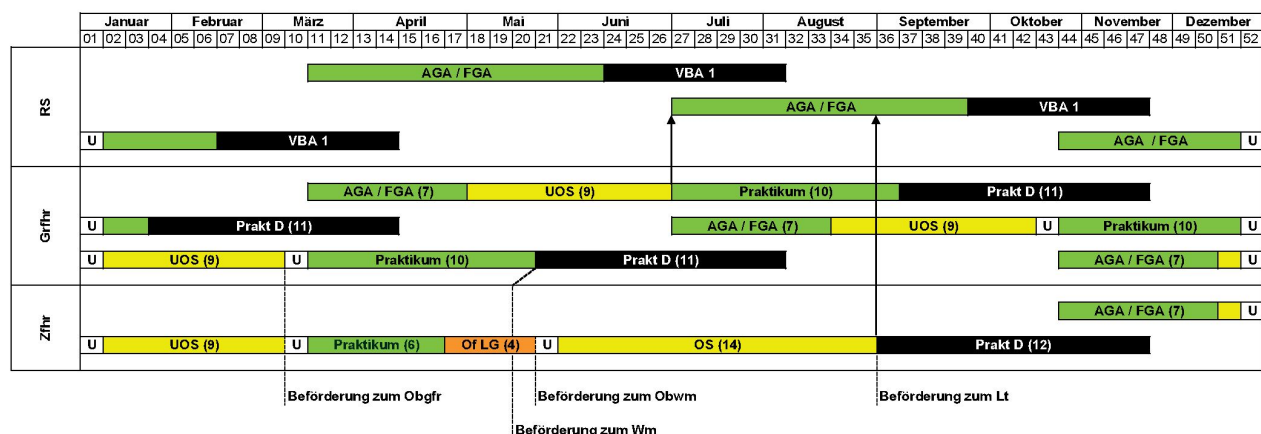 Januar Februar März April Mai Juni Juli August September Oktober November Dezember
01 02 03 04 05 06 07 08 09 10 11 12 13 14 15 16 17 18 19 20 21 22 23 24 25 26 27 28 29 30 31 32 33 34 35 36 37 38 39 40 41 42 43 44 45 46 47 48 49 50 51 52
RS
AGA / FGA VBA 1
AGA / FGA VBA 1
U VBA 1 AGA / FGA U
Grfhr
AGA / FGA (7) UOS (9) Praktikum (10) Prakt D (11)
U Prakt D (11) AGA / FGA (7) UOS (9) U Praktikum (10) U
U UOS (9) U Praktikum (10) Prakt D (11) AGA / FGA (7) U
Zfhr
AGA / FGA (7) U
U UOS (9) U Praktikum (6) Of LG (4) U OS (14) Prakt D (12)
Beförderung zum Obgfr Beförderung zum Obwm Beförderung zum Lt
Beförderung zum Wm